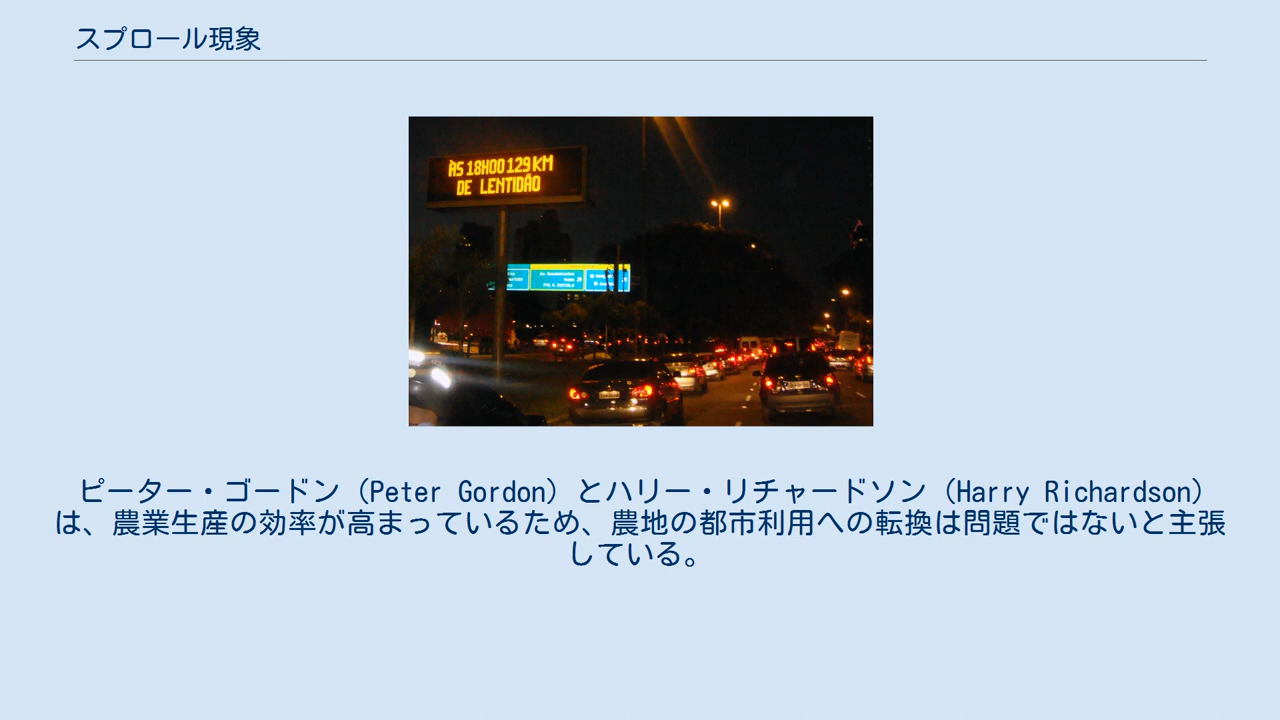 スプロール現象
ÀS 18H00 129 KM
DE LENTIDÃO
ピーター・ゴードン（Peter Gordon）とハリー・リチャードソン（Harry Richardson）
は、農業生産の効率が高まっているため、農地の都市利用への転換は問題ではないと主張
している。